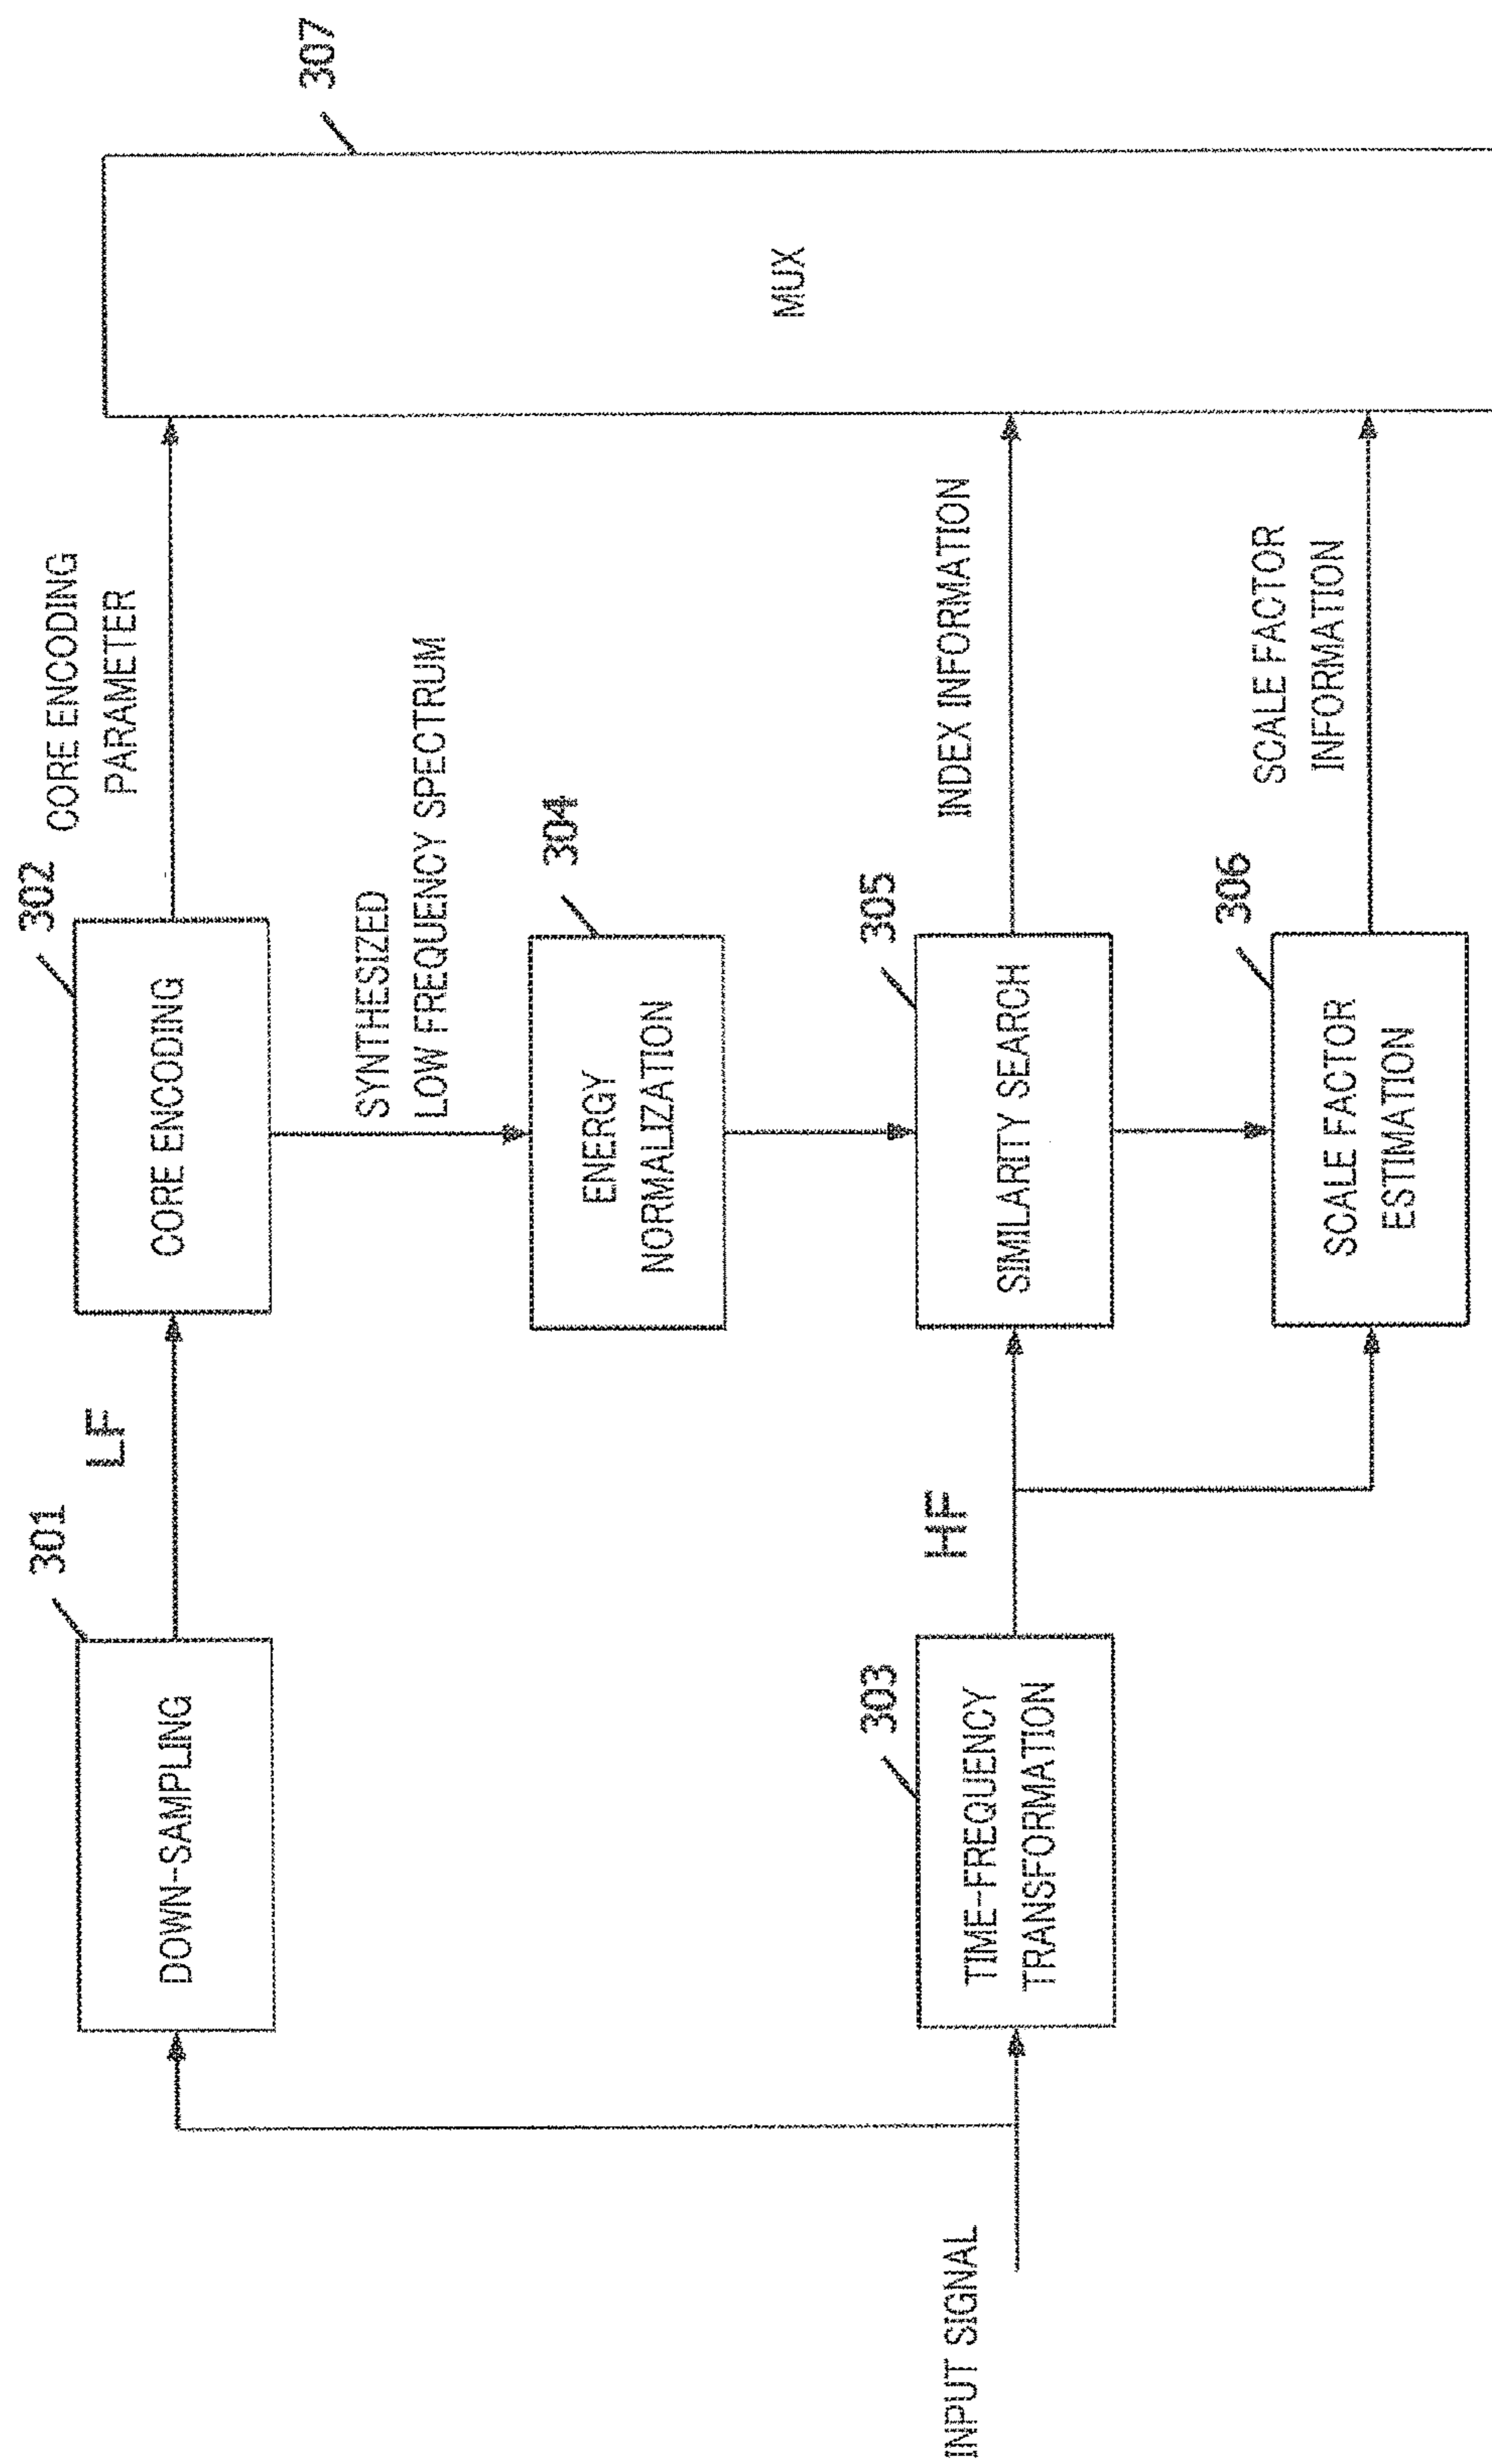 INPUT SIGNAL
301
DOWN-SAMPLING
LF
302
CORE ENCODING
CORE ENCODING
PARAMETER
SYNTHESIZED
LOW FREQUENCY SPECTRUM
304
ENERGY
NORMALIZATION
303
TIME-FREQUENCY
TRANSFORMATION
HF
305
SIMILARITY SEARCH
INDEX INFORMATION
306
SCALE FACTOR
ESTIMATION
SCALE FACTOR
INFORMATION
307
MUX